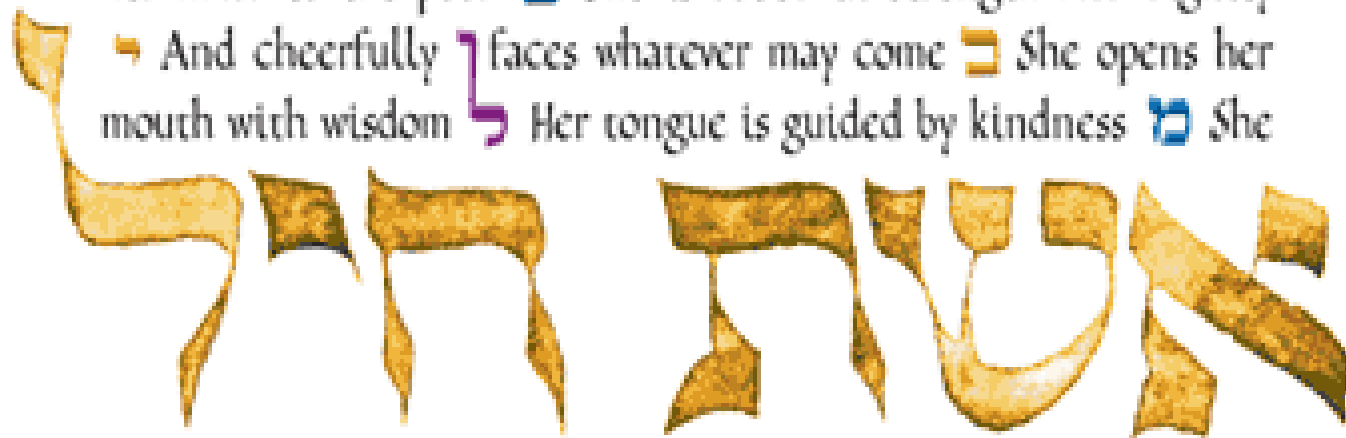 י And cheerfully faces whatever may come כ She opens her
mouth with wisdom ל Her tongue is guided by kindness מ She
אשת חיל